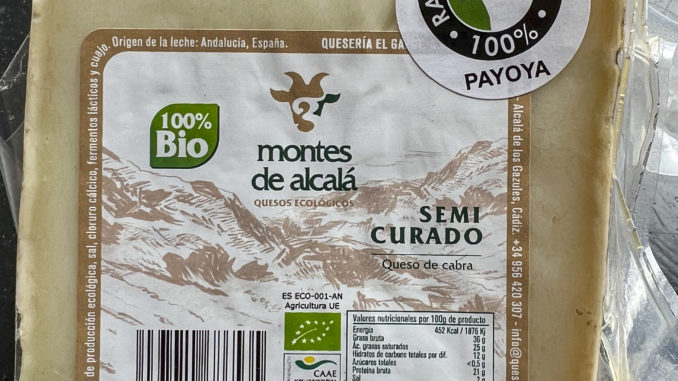 RA
100%
PAYOYA
Origen de la leche: Andalucía, España.
QUESERÍA EL GA
de producción ecológica, sal, cloruro cálcico, fermentos lácticos y cuajo.
100%
Bio
montes
de alcalá
QUESOS ECOLÓGICOS
SEMI
CURADO
Queso de cabra
- Alcalá de los Gazules, Cádiz · +34 956 420 307 - info@ques
ES ECO-001-AN
Agricultura UE
CAAE
Valores nutricionales por 100g de producto
Energía 452 Kcal / 1876 Kj
Grasa bruta 36 g
Ac. grasos saturados 25 g
Hidratos de carbono totales por dif. 12 g
Azúcares totales <0,5 g
Proteína bruta 21 g
Sal